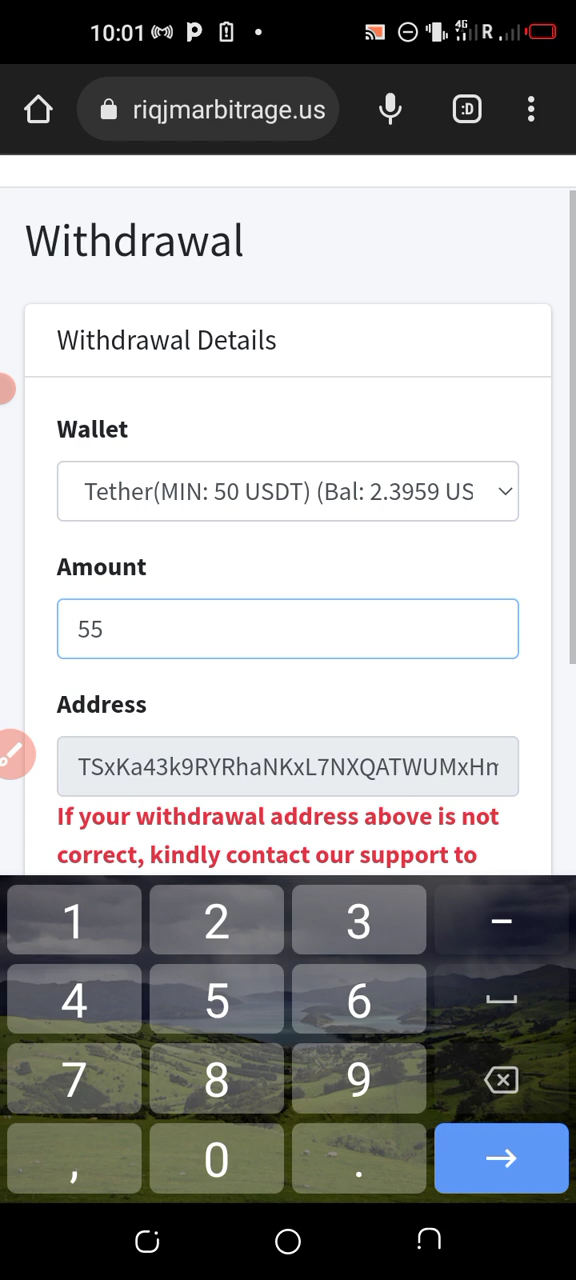 10:01
4G R
riqjmarbitrage.us
:D
Withdrawal
Withdrawal Details
Wallet
Tether(MIN: 50 USDT) (Bal: 2.3959 US
Amount
55
Address
TSxKa43k9RYRhaNKxL7NXQATWUMxHm
If your withdrawal address above is not
correct, kindly contact our support to
1 2 3 -
4 5 6
7 8 9
, 0 .